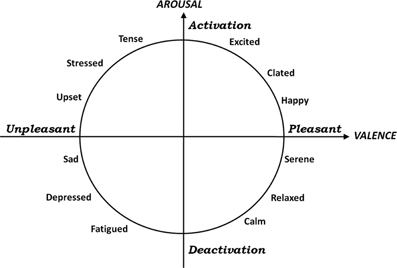 AROUSAL
Activation
Tense
Excited
Stressed
Clated
Upset
Happy
Unpleasant
Pleasant
VALENCE
Sad
Serene
Depressed
Relaxed
Fatigued
Calm
Deactivation